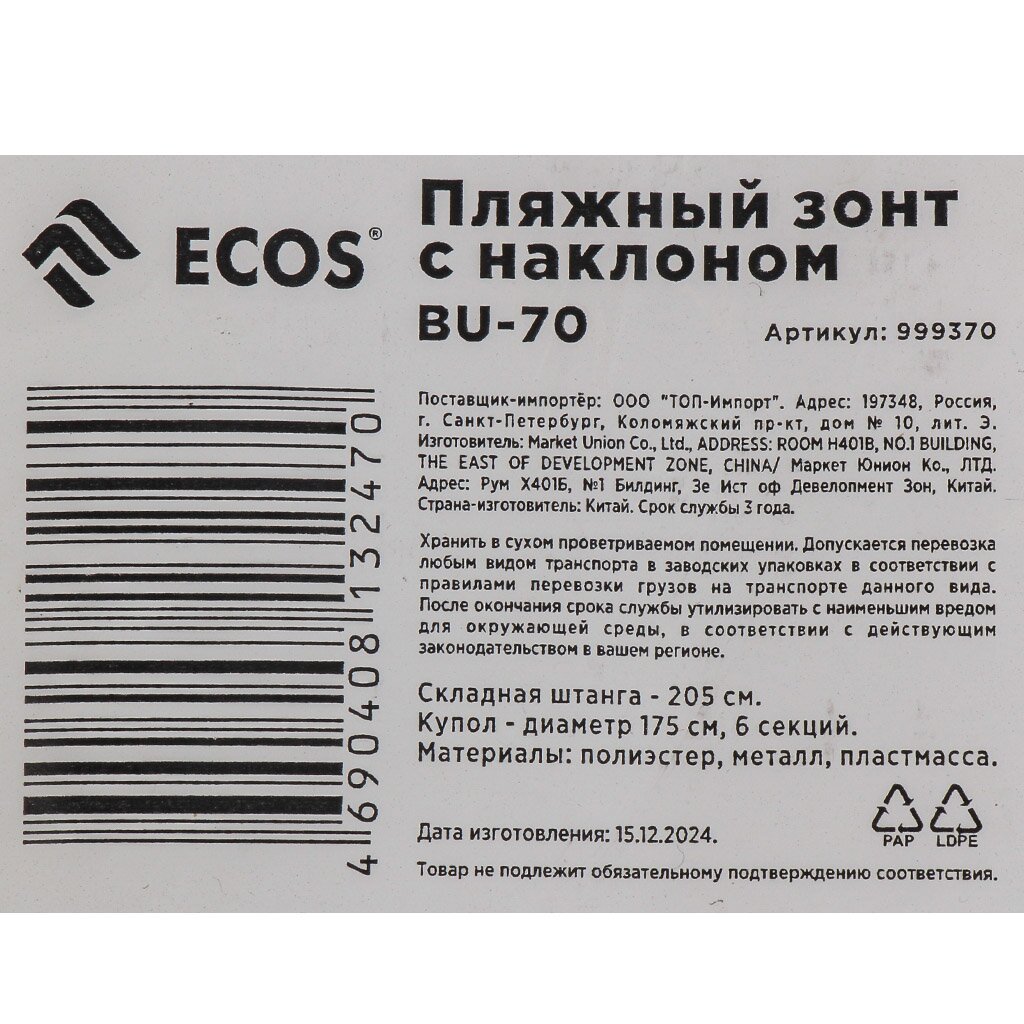 ECOS®
Пляжный зонт
с наклоном
BU-70
Артикул: 999370
Поставщик-импортёр: ООО "ТОП-Импорт". Адрес: 197348, Россия,
г. Санкт-Петербург, Коломяжский пр-кт, дом № 10, лит. Э.
Изготовитель: Market Union Co., Ltd., ADDRESS: ROOM H401B, NO.1 BUILDING,
THE EAST OF DEVELOPMENT ZONE, CHINA/ Маркет Юнион Ко., ЛТД.
Адрес: Рум Х401Б, №1 Билдинг, Зе Ист оф Девелопмент Зон, Китай.
Страна-изготовитель: Китай. Срок службы 3 года.
Хранить в сухом проветриваемом помещении. Допускается перевозка
любым видом транспорта в заводских упаковках в соответствии с
правилами перевозки грузов на транспорте данного вида.
После окончания срока службы утилизировать с наименьшим вредом
для окружающей среды, в соответствии с действующим
законодательством в вашем регионе.
Складная штанга - 205 см.
Купол - диаметр 175 см, 6 секций.
Материалы: полиэстер, металл, пластмасса.
Дата изготовления: 15.12.2024.
PAP LDPE
Товар не подлежит обязательному подтверждению соответствия.
4690408132470